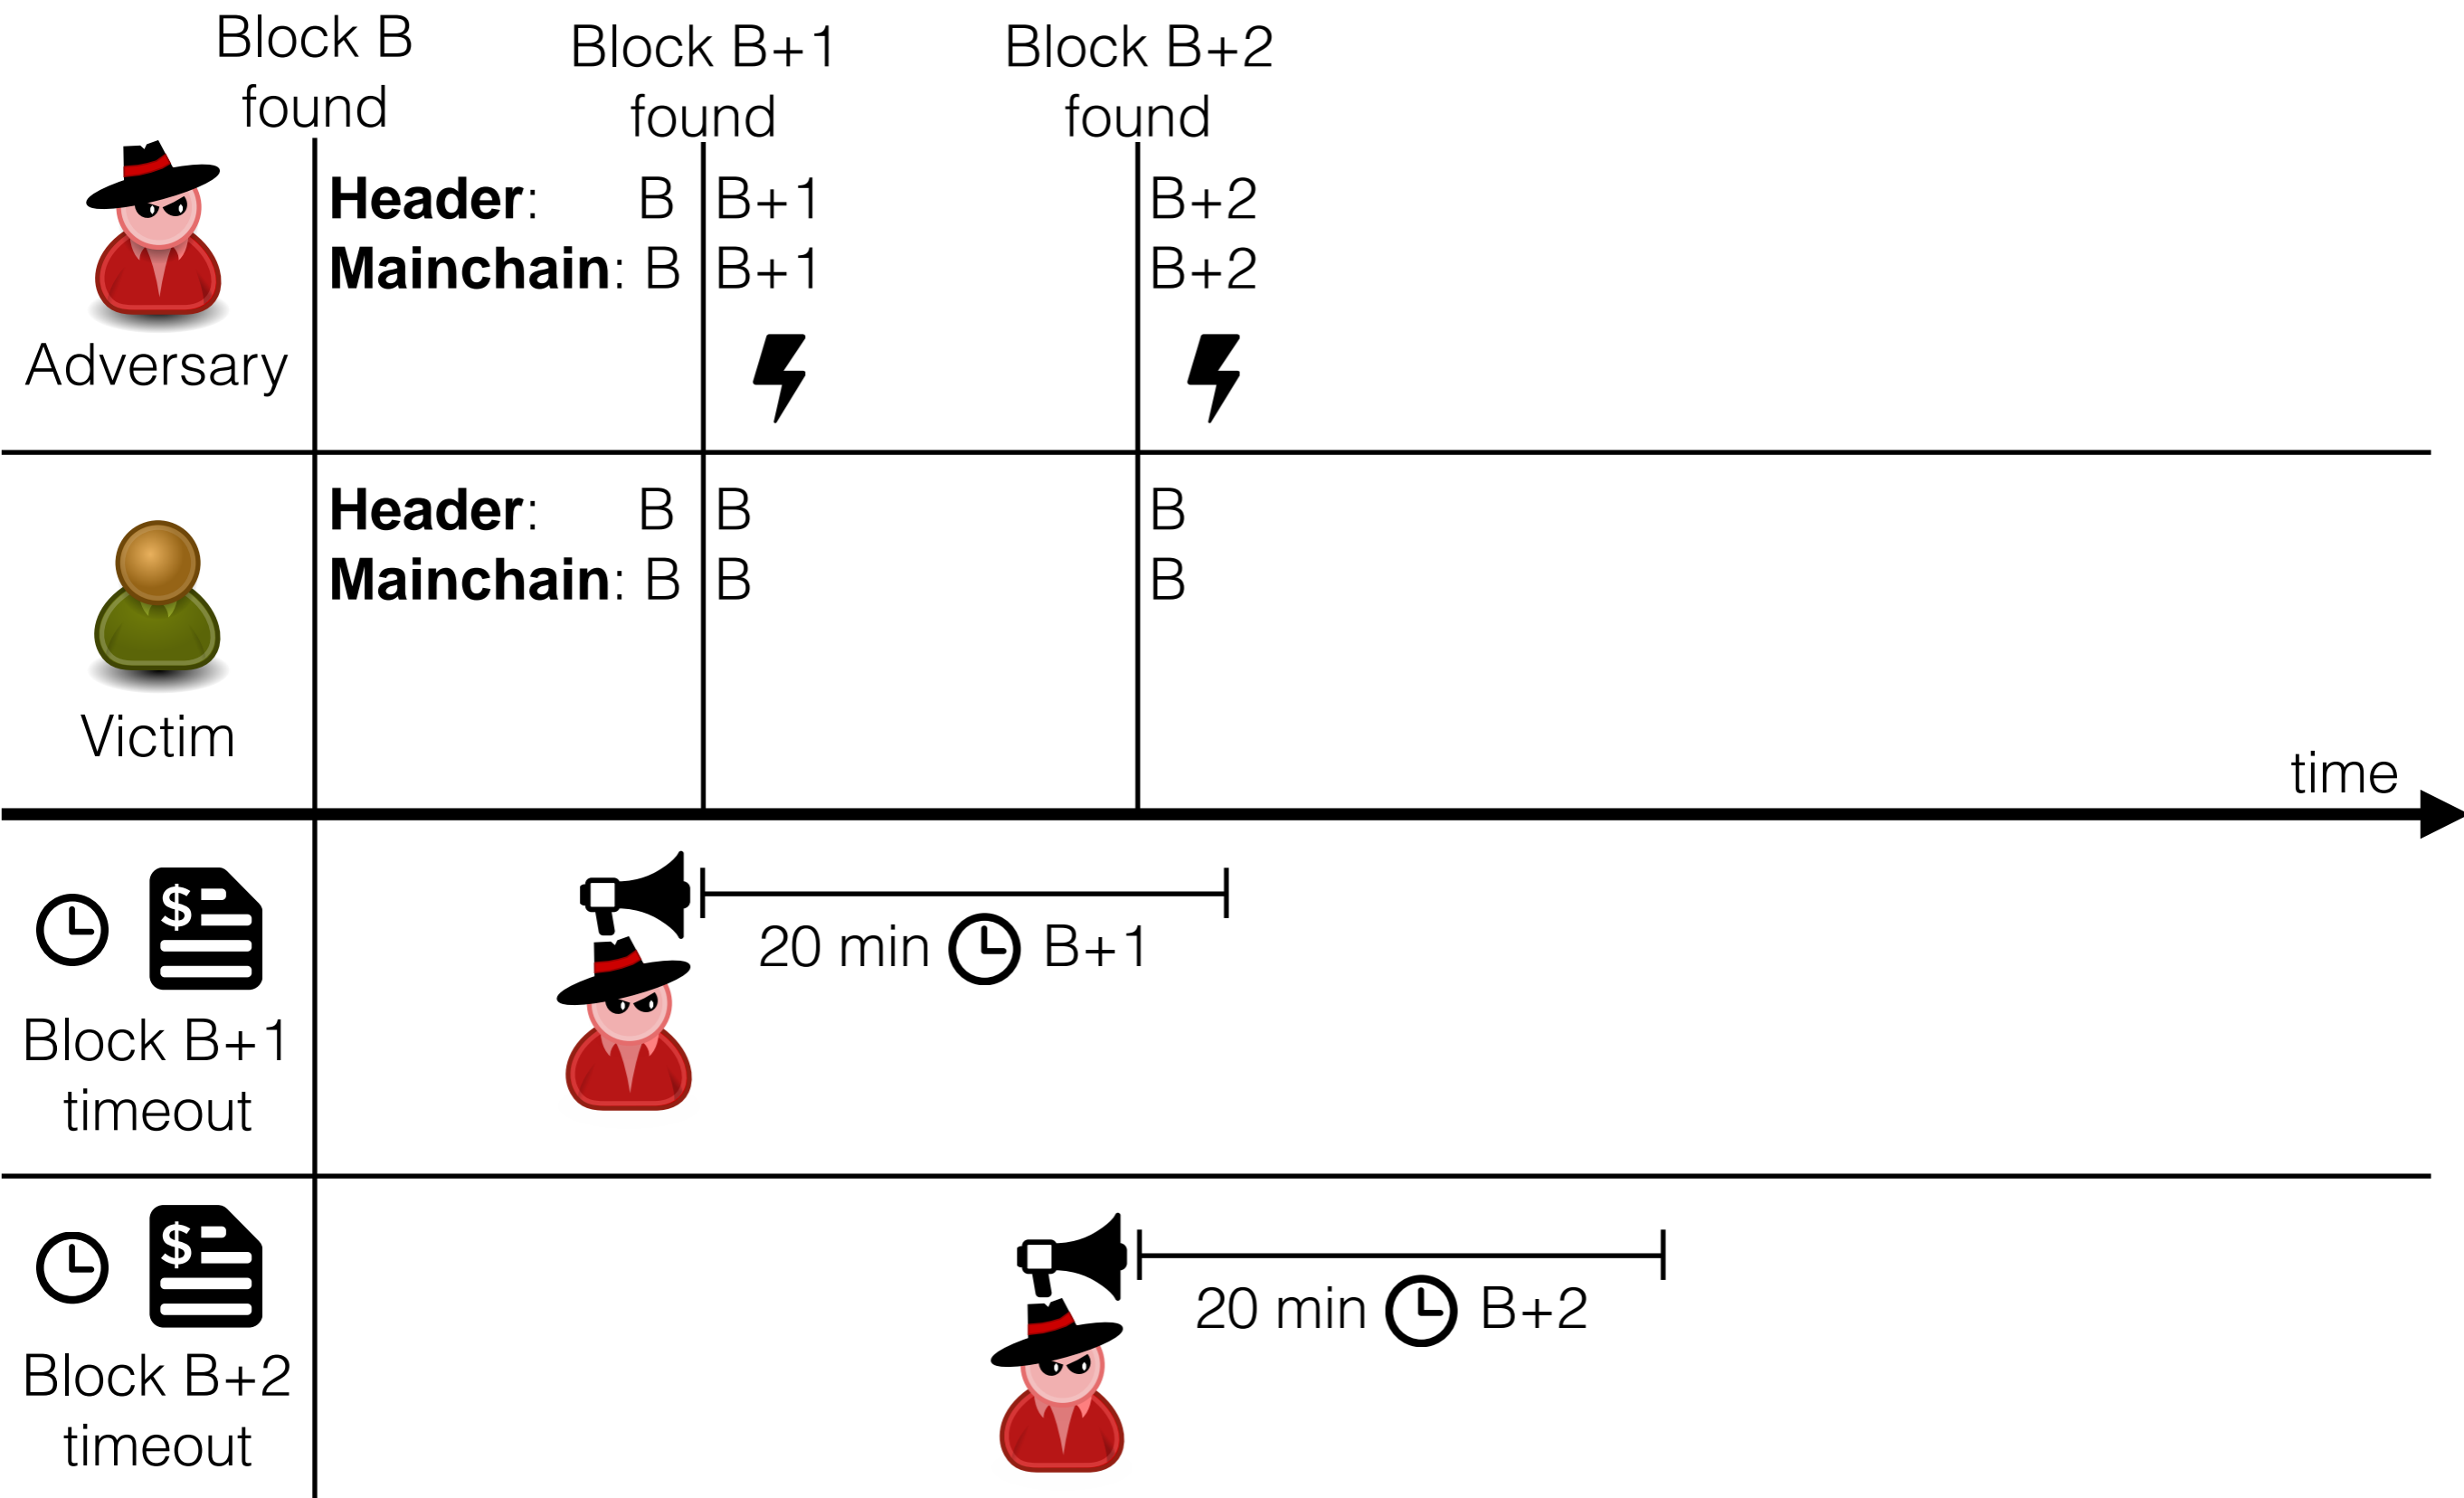 Block B
found
Block B+1
found
Block B+2
found
Header: B B+1 B+2
Mainchain: B B+1 B+2
Adversary
Header: B B B
Mainchain: B B B
Victim
time
$
20 min B+1
Block B+1
timeout
$
20 min B+2
Block B+2
timeout